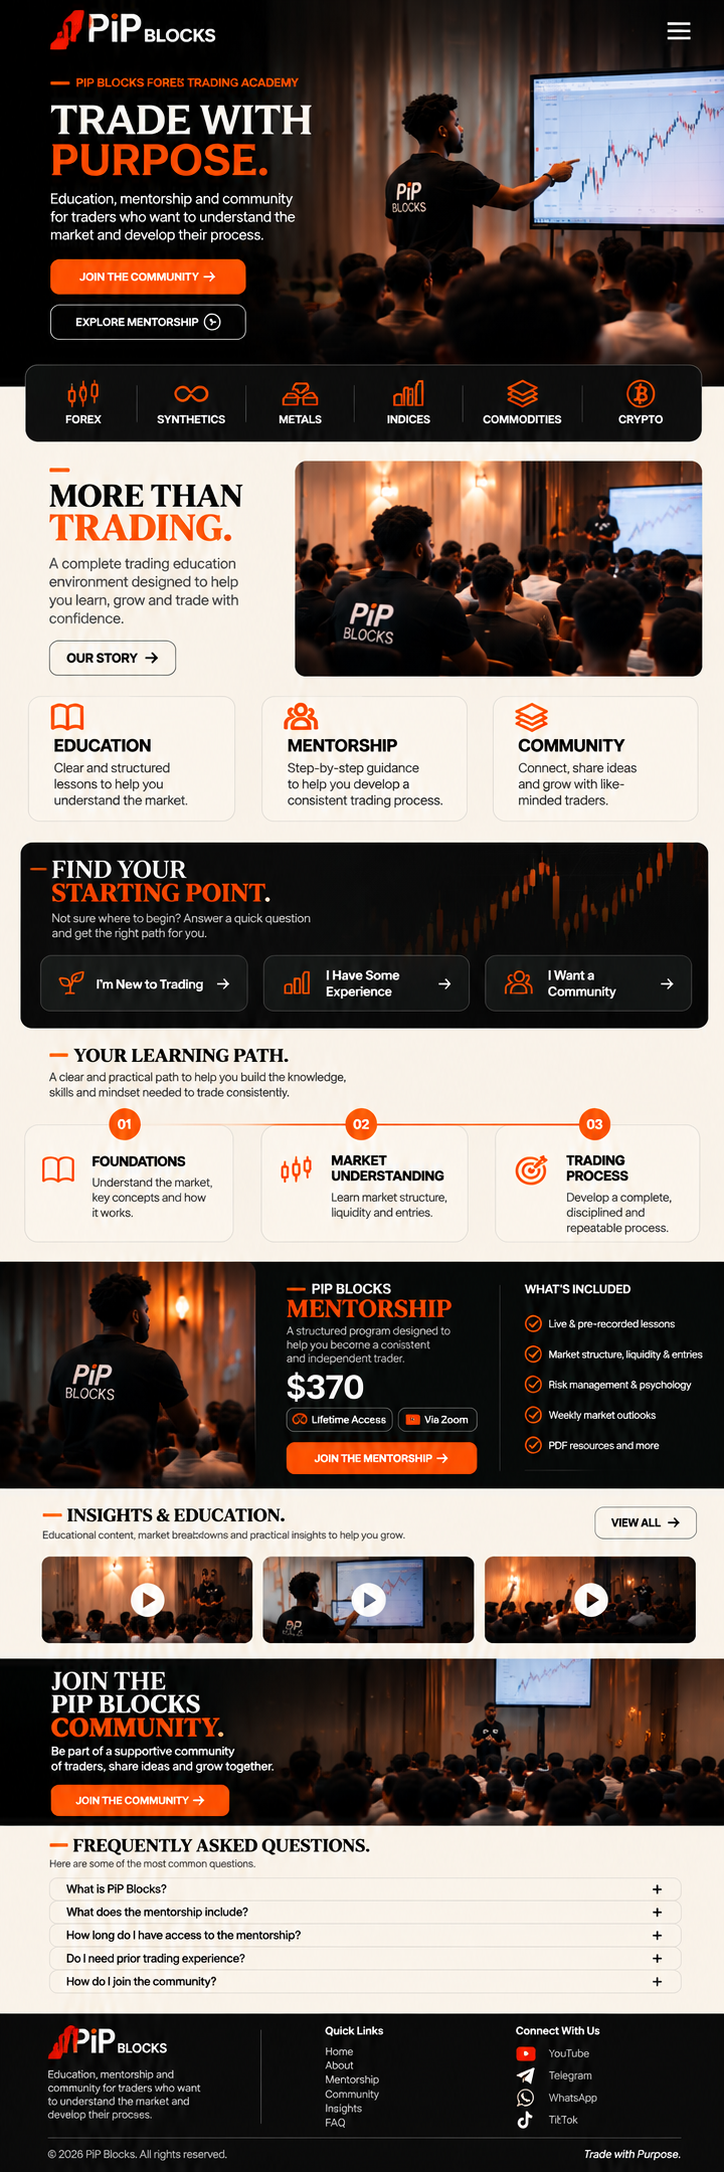 PiP BLOCKS
PIP BLOCKS FOREß TRADING ACADEMY
TRADE WITH
PURPOSE.
Education, mentorship and community
for traders who want to understand the
market and develop their process.
JOIN THE COMMUNITY →
EXPLORE MENTORSHIP
PiP
BLOCKS
FOREX
SYNTHETICS
METALS
INDICES
COMMODITIES
CRYPTO
MORE THAN
TRADING.
A complete trading education
environment designed to help
you learn, grow and trade with
confidence.
OUR STORY →
PiP
BLOCKS
EDUCATION
Clear and structured
lessons to help you
understand the market.
MENTORSHIP
Step-by-step guidance
to help you develop a
consistent trading process.
COMMUNITY
Connect, share ideas
and grow with like-
minded traders.
FIND YOUR
STARTING POINT.
Not sure where to begin? Answer a quick question
and get the right path for you.
I'm New to Trading →
I Have Some
Experience →
I Want a
Community →
YOUR LEARNING PATH.
A clear and practical path to help you build the knowledge,
skills and mindset needed to trade consistently.
01
FOUNDATIONS
Understand the market,
key concepts and how
it works.
02
MARKET
UNDERSTANDING
Learn market structure,
liquidity and entries.
03
TRADING
PROCESS
Develop a complete,
disciplined and
repeatable process.
PiP
BLOCKS
PIP BLOCKS
MENTORSHIP
A structured program designed to
help you become a conisstent
and independent trader.
$370
Lifetime Access
Via Zoom
JOIN THE MENTORSHIP →
WHAT'S INCLUDED
Live & pre-recorded lessons
Market structure, liquidity & entries
Risk management & psychology
Weekly market outlooks
PDF resources and more
INSIGHTS & EDUCATION.
Educational content, market breakdowns and practical insights to help you grow.
VIEW ALL →
JOIN THE
PIP BLOCKS
COMMUNITY.
Be part of a supportive community
of traders, share ideas and grow together.
JOIN THE COMMUNITY →
FREQUENTLY ASKED QUESTIONS.
Here are some of the most common questions.
What is PiP Blocks? +
What does the mentorship include? +
How long do I have access to the mentorship? +
Do I need prior trading experience? +
How do I join the community? +
PiP BLOCKS
Education, mentorship and
community for traders who want
to understand the market and
develop their process.
Quick Links
Home
About
Mentorship
Community
Insights
FAQ
Connect With Us
YouTube
Telegram
WhatsApp
TikTok
© 2026 PiP Blocks. All rights reserved.
Trade with Purpose.